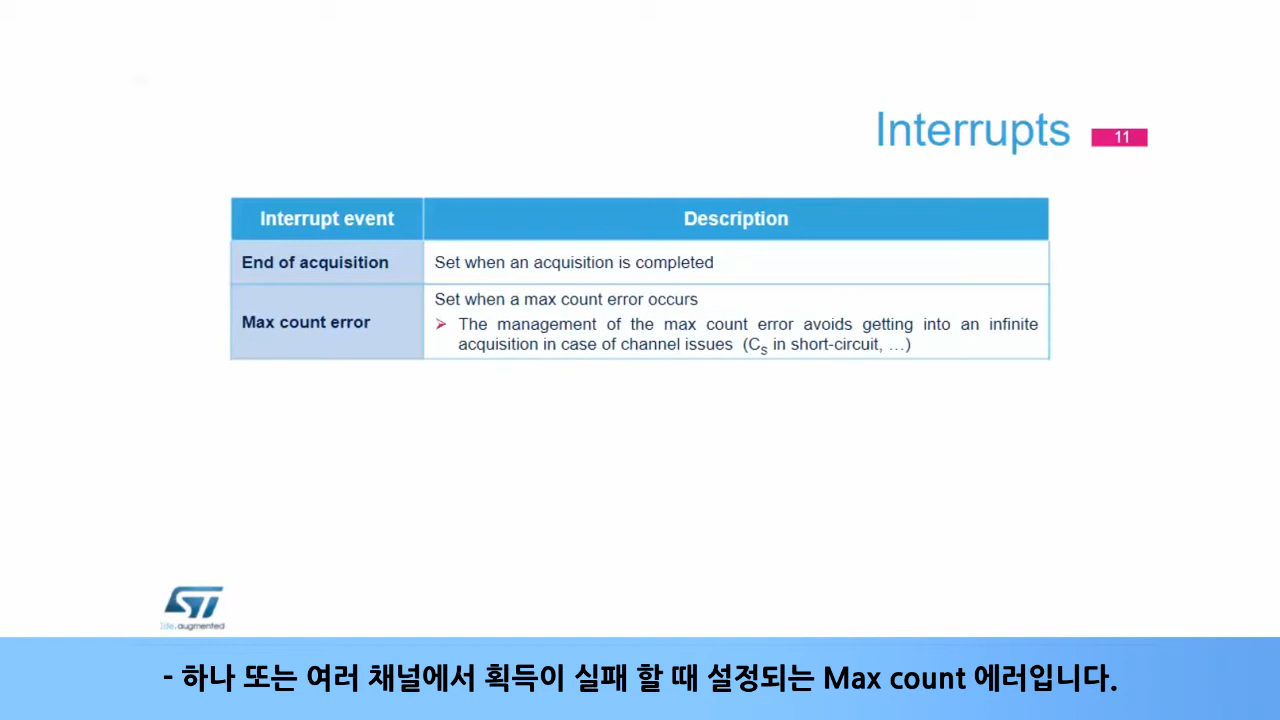 Interrupts 11
Interrupt event Description
End of acquisition Set when an acquisition is completed
Max count error Set when a max count error occurs
➢ The management of the max count error avoids getting into an infinite
acquisition in case of channel issues (CS in short-circuit, …)
ST
life.augmented
- 하나 또는 여러 채널에서 획득이 실패 할 때 설정되는 Max count 에러입니다.